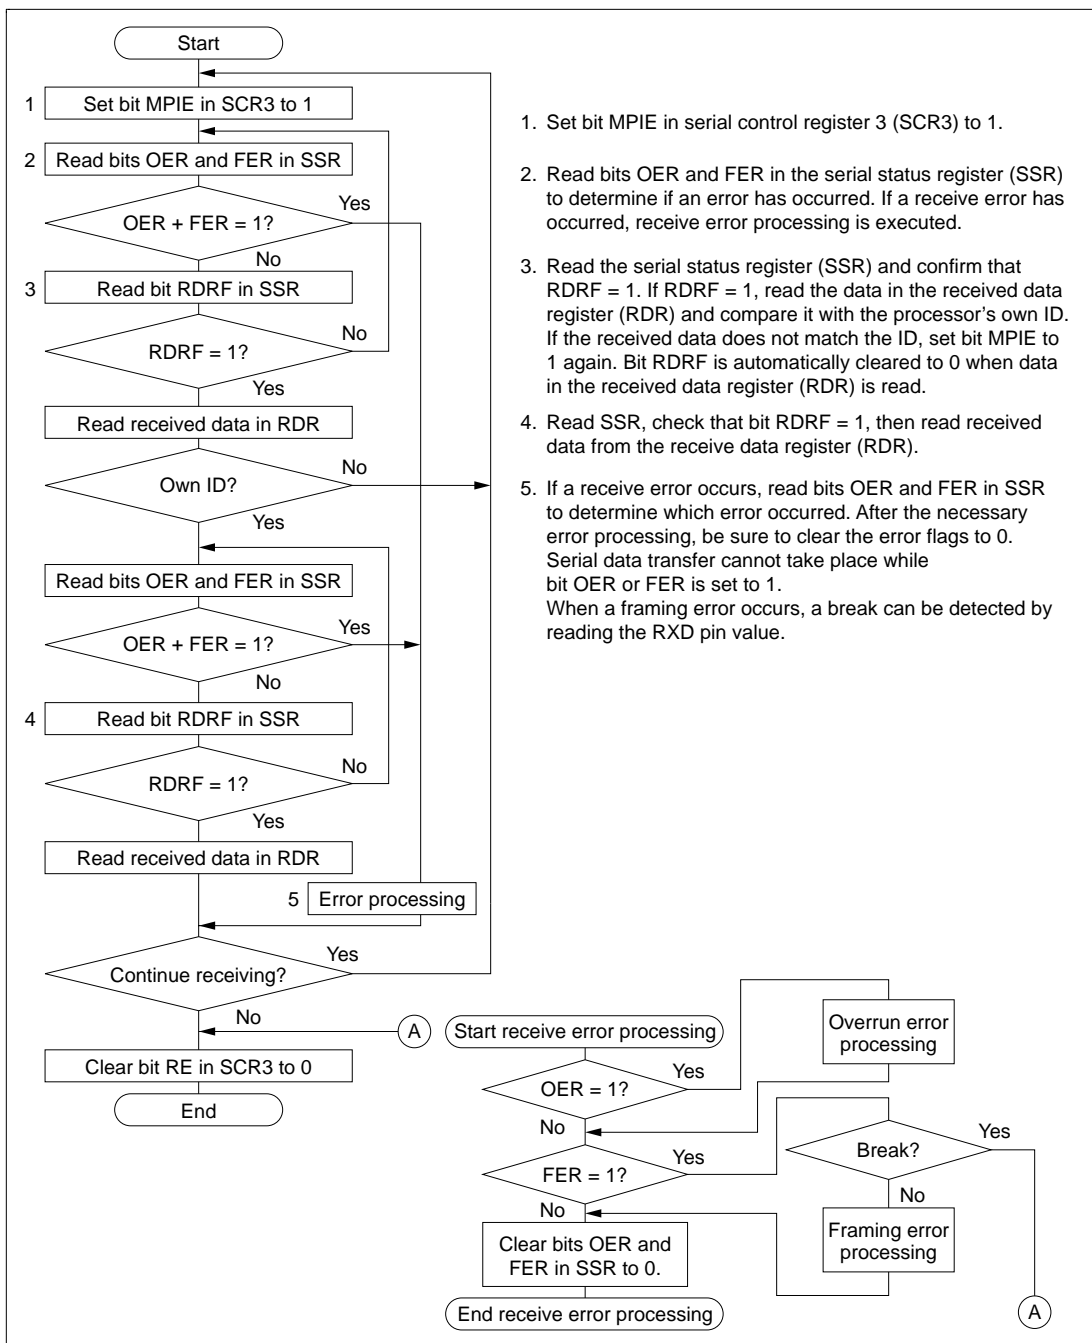 Start
1 Set bit MPIE in SCR3 to 1
2 Read bits OER and FER in SSR
Yes
OER + FER = 1?
No
3 Read bit RDRF in SSR
No
RDRF = 1?
Yes
Read received data in RDR
No
Own ID?
Yes
Read bits OER and FER in SSR
Yes
OER + FER = 1?
No
4 Read bit RDRF in SSR
No
RDRF = 1?
Yes
Read received data in RDR
5 Error processing
Yes
Continue receiving?
No
A
Clear bit RE in SCR3 to 0
End
1. Set bit MPIE in serial control register 3 (SCR3) to 1.
2. Read bits OER and FER in the serial status register (SSR)
to determine if an error has occurred. If a receive error has
occurred, receive error processing is executed.
3. Read the serial status register (SSR) and confirm that
RDRF = 1. If RDRF = 1, read the data in the received data
register (RDR) and compare it with the processor's own ID.
If the received data does not match the ID, set bit MPIE to
1 again. Bit RDRF is automatically cleared to 0 when data
in the received data register (RDR) is read.
4. Read SSR, check that bit RDRF = 1, then read received
data from the receive data register (RDR).
5. If a receive error occurs, read bits OER and FER in SSR
to determine which error occurred. After the necessary
error processing, be sure to clear the error flags to 0.
Serial data transfer cannot take place while
bit OER or FER is set to 1.
When a framing error occurs, a break can be detected by
reading the RXD pin value.
Start receive error processing
Overrun error
processing
Yes
OER = 1?
No
Yes
FER = 1?
No
Yes
Break?
No
Framing error
processing
Clear bits OER and
FER in SSR to 0.
End receive error processing
A